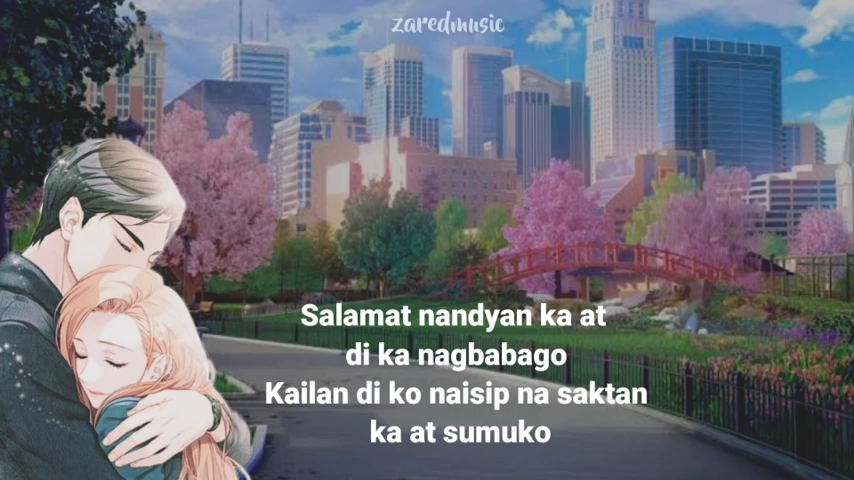 zaredmusic
Salamat nandyan ka at
di ka nagbabago
Kailan di ko naisip na saktan
ka at sumuko